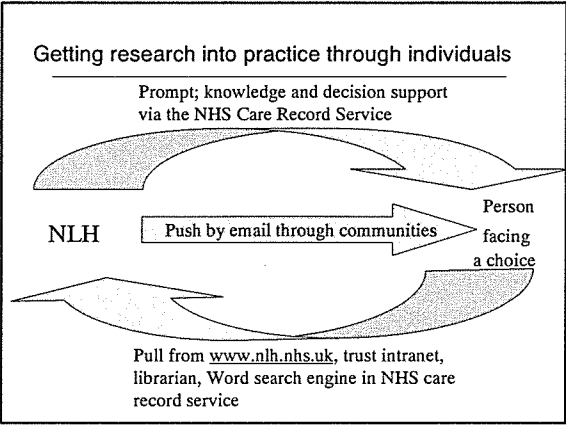 Getting research into practice through individuals
Prompt; knowledge and decision support
via the NHS Care Record Service
NLH
Push by email through communities
Person
facing
a choice
Pull from www.nlh.nhs.uk, trust intranet,
librarian, Word search engine in NHS care
record service